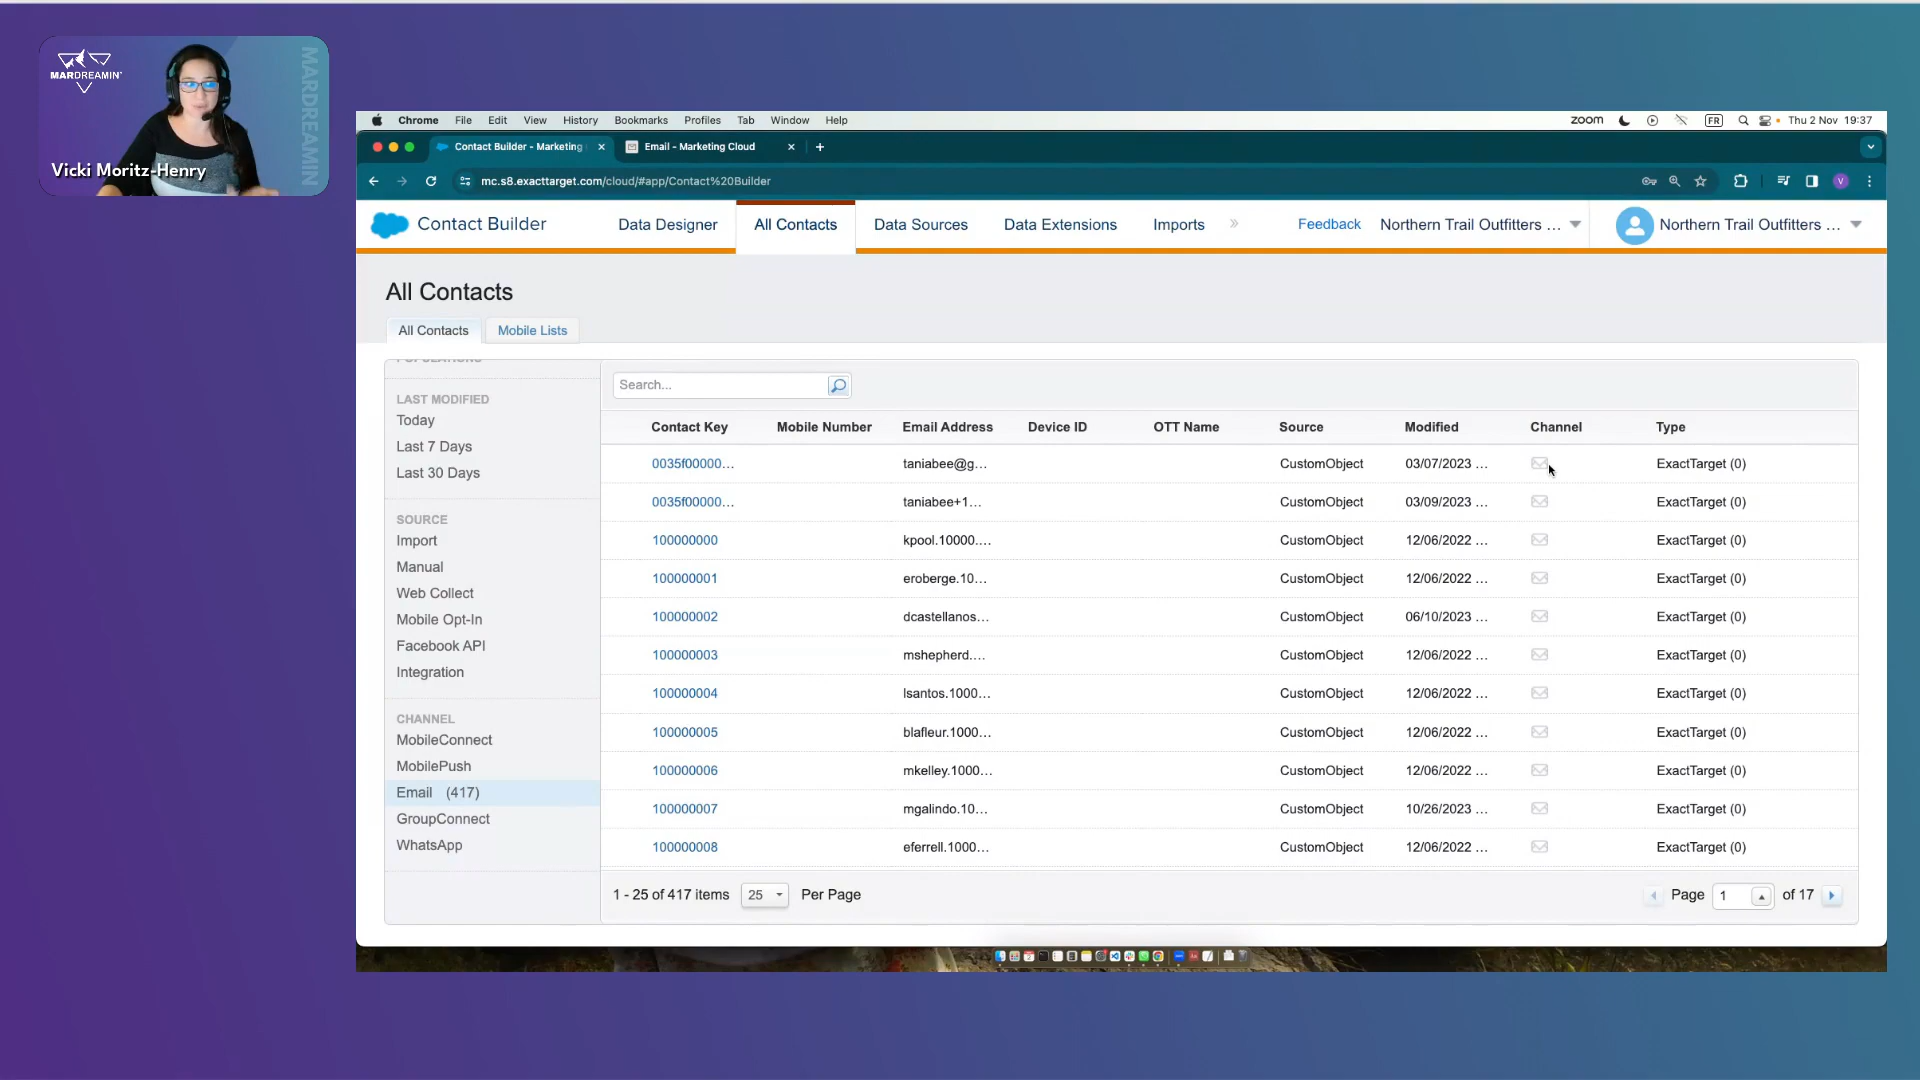 MARDREAMIN'
MARDREAMIN
Vicki Moritz-Henry
Chrome File Edit View History Bookmarks Profiles Tab Window Help
zoom FR Thu 2 Nov 19:37
Contact Builder - Marketing
Email - Marketing Cloud
mc.s8.exacttarget.com/cloud/#app/Contact%20Builder
V
Contact Builder
Data Designer All Contacts Data Sources Data Extensions Imports »
Feedback Northern Trail Outfitters ... Northern Trail Outfitters ...
All Contacts
All Contacts Mobile Lists
POPULATIONS
LAST MODIFIED
Today
Last 7 Days
Last 30 Days
SOURCE
Import
Manual
Web Collect
Mobile Opt-In
Facebook API
Integration
CHANNEL
MobileConnect
MobilePush
Email (417)
GroupConnect
WhatsApp
Search...
Contact Key Mobile Number Email Address Device ID OTT Name Source Modified Channel Type
0035f00000... taniabee@g... CustomObject 03/07/2023 ... ExactTarget (0)
0035f00000... taniabee+1... CustomObject 03/09/2023 ... ExactTarget (0)
100000000 kpool.10000.... CustomObject 12/06/2022 ... ExactTarget (0)
100000001 eroberge.10... CustomObject 12/06/2022 ... ExactTarget (0)
100000002 dcastellanos... CustomObject 06/10/2023 ... ExactTarget (0)
100000003 mshepherd.... CustomObject 12/06/2022 ... ExactTarget (0)
100000004 lsantos.1000... CustomObject 12/06/2022 ... ExactTarget (0)
100000005 blafleur.1000... CustomObject 12/06/2022 ... ExactTarget (0)
100000006 mkelley.1000... CustomObject 12/06/2022 ... ExactTarget (0)
100000007 mgalindo.10... CustomObject 10/26/2023 ... ExactTarget (0)
100000008 eferrell.1000... CustomObject 12/06/2022 ... ExactTarget (0)
1 - 25 of 417 items 25 Per Page
Page 1 of 17